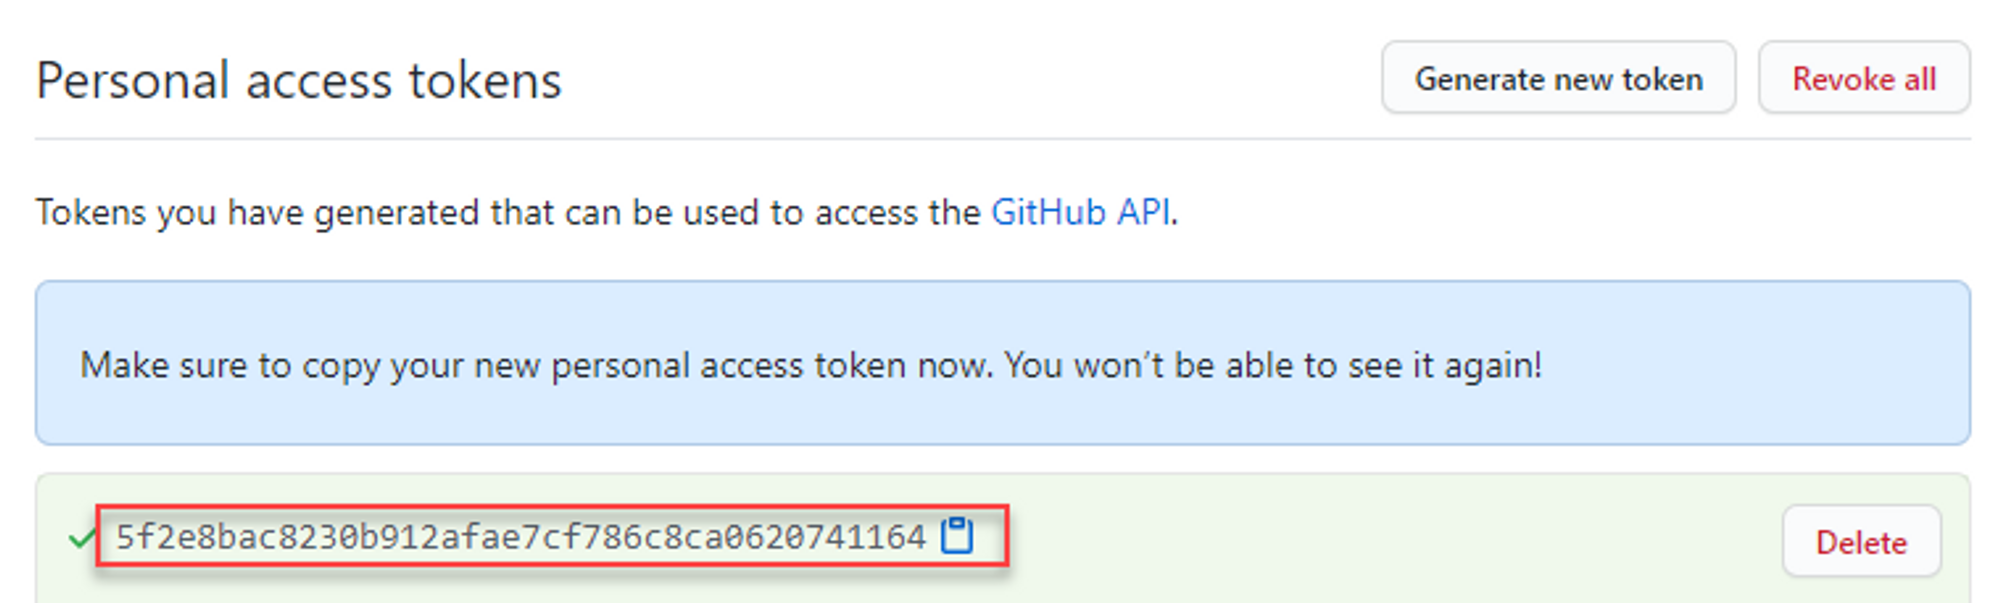 Personal access tokens
Generate new token
Revoke all
Tokens you have generated that can be used to access the GitHub API.
Make sure to copy your new personal access token now. You won't be able to see it again!
5f2e8bac8230b912afae7cf786c8ca0620741164
Delete